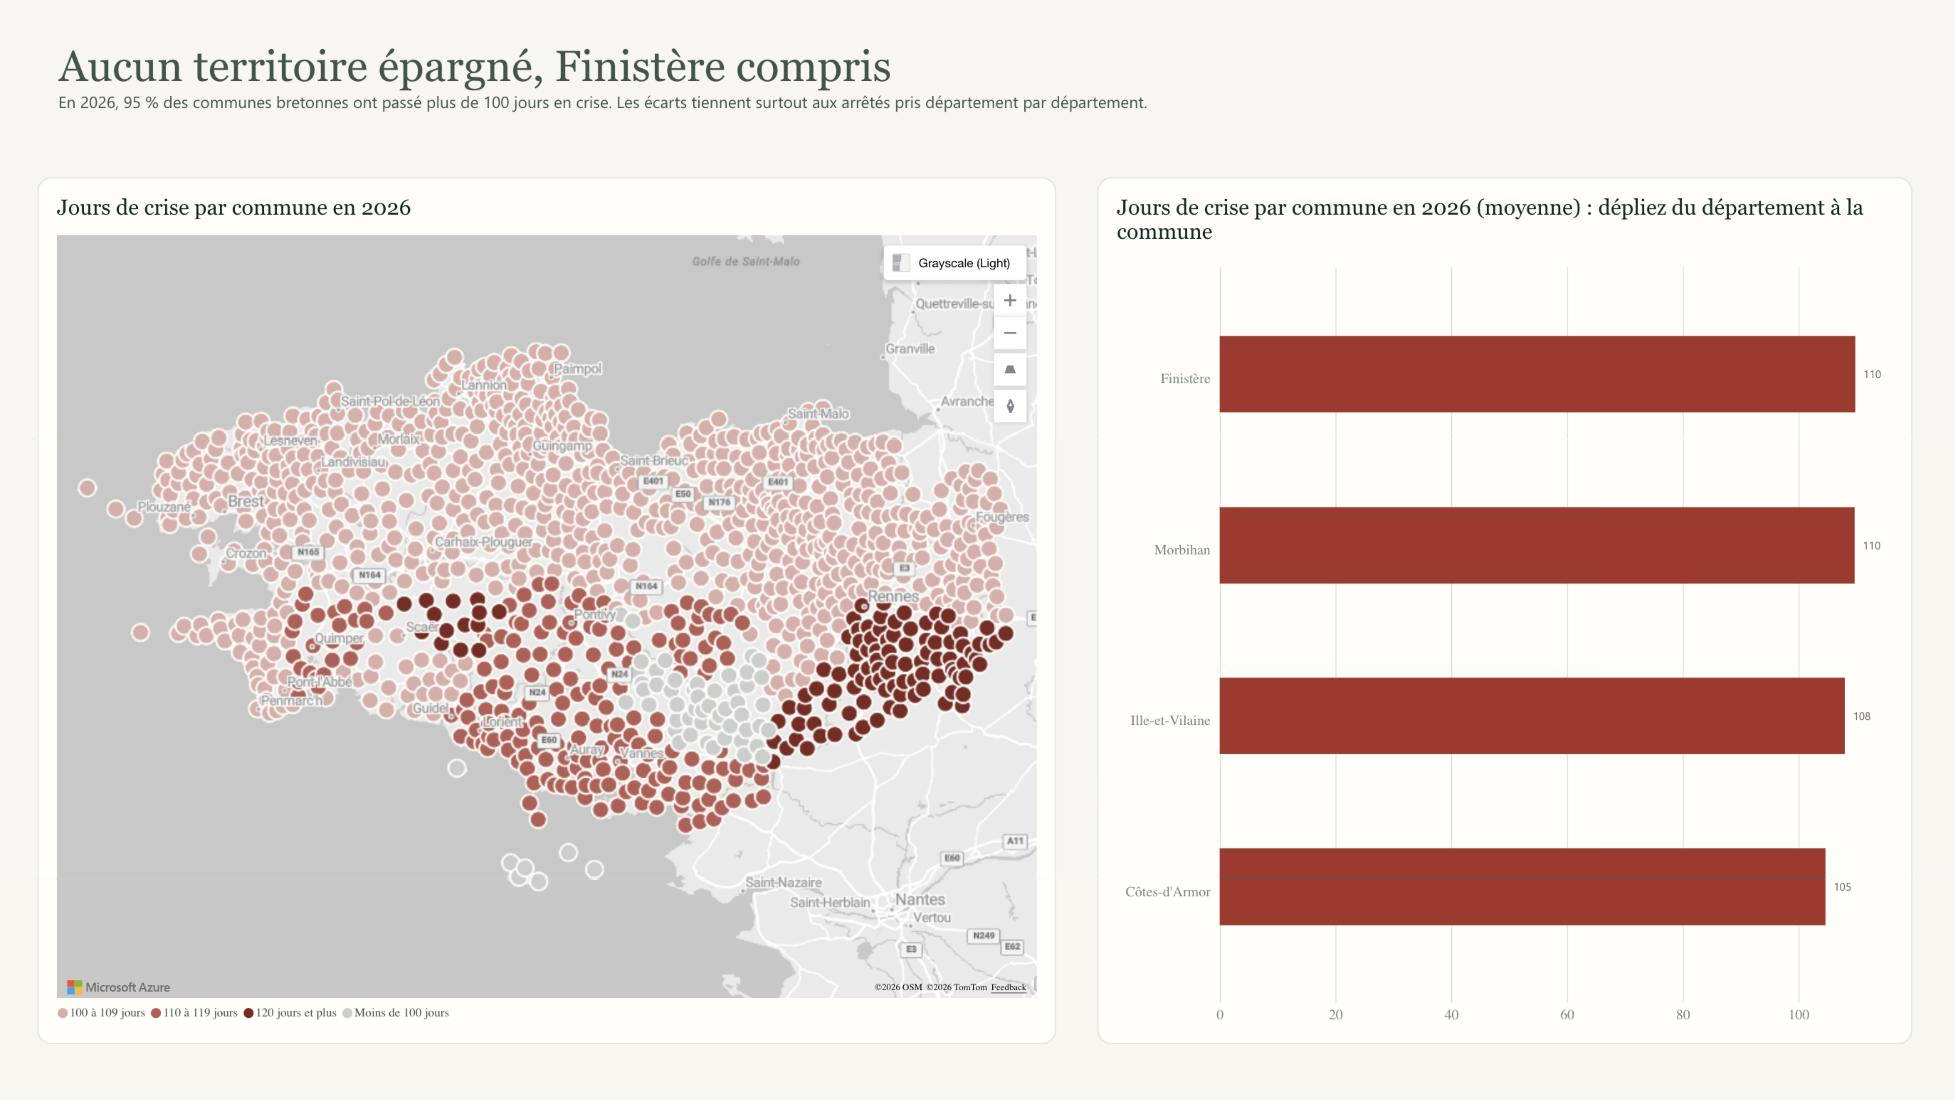 Aucun territoire épargné, Finistère compris
En 2026, 95 % des communes bretonnes ont passé plus de 100 jours en crise. Les écarts tiennent surtout aux arrêtés pris département par département.
Jours de crise par commune en 2026
Golfe de Saint-Malo
Grayscale (Light)
Quettreville-su
Granville
Paimpol
Lannion
Avranche
Saint-Pol-de-Léon
Saint-Malo
Lesneven
Morlaix
Guingamp
Landivisiau
Saint-Brieuc
E401
E401
E50
N176
Brest
Plouzané
Fougères
Carhaix-Plouguer
Crozon
N165
N164
E3
N164
Rennes
Pontivy
Scaër
Quimper
N24
Pont-l'Abbé
N24
Penmarc'h
Guidel
Lorient
E60
Auray
Vannes
A11
E60
Saint-Nazaire
Saint-Herblain
Nantes
Vertou
N249
E3
E62
Microsoft Azure
©2026 OSM ©2026 TomTom Feedback
100 à 109 jours 110 à 119 jours 120 jours et plus Moins de 100 jours
Jours de crise par commune en 2026 (moyenne) : dépliez du département à la
commune
Finistère 110
Morbihan 110
Ille-et-Vilaine 108
Côtes-d'Armor 105
0 20 40 60 80 100